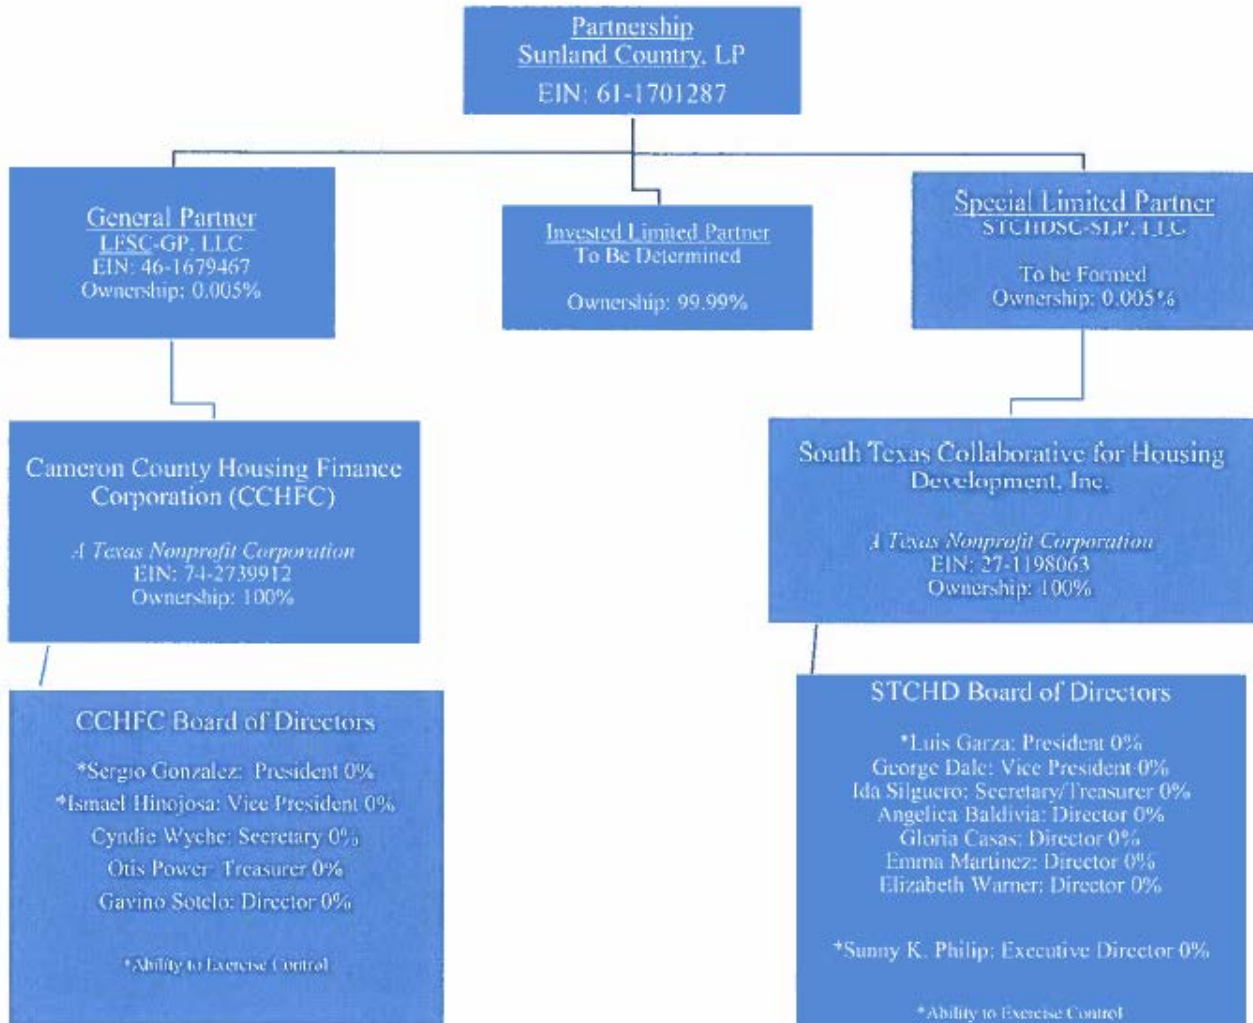 Partnership
Sunland Country, LP
EIN: 61-1701287
General Partner
LFSC-GP, LLC
EIN: 46-1679467
Ownership: 0.005%
Invested Limited Partner
To Be Determined
Ownership: 99.99%
Special Limited Partner
STCHDSC-SLP, LLC
To be Formed
Ownership: 0.005%
Cameron County Housing Finance
Corporation (CCHFC)
A Texas Nonprofit Corporation
EIN: 74-2739912
Ownership: 100%
South Texas Collaborative for Housing
Development, Inc.
A Texas Nonprofit Corporation
EIN: 27-1198063
Ownership: 100%
CCHFC Board of Directors
*Sergio Gonzalez: President 0%
*Ismael Hinojosa: Vice President 0%
Cyndie Wyche: Secretary 0%
Otis Power: Treasurer 0%
Gavino Sotelo: Director 0%
*Ability to Exercise Control
STCHD Board of Directors
*Luis Garza: President 0%
George Dale: Vice President 0%
Ida Silguero: Secretary/Treasurer 0%
Angelica Baldivia: Director 0%
Gloria Casas: Director 0%
Emma Martinez: Director 0%
Elizabeth Warner: Director 0%
*Sunny K. Philip: Executive Director 0%
*Ability to Exercise Control